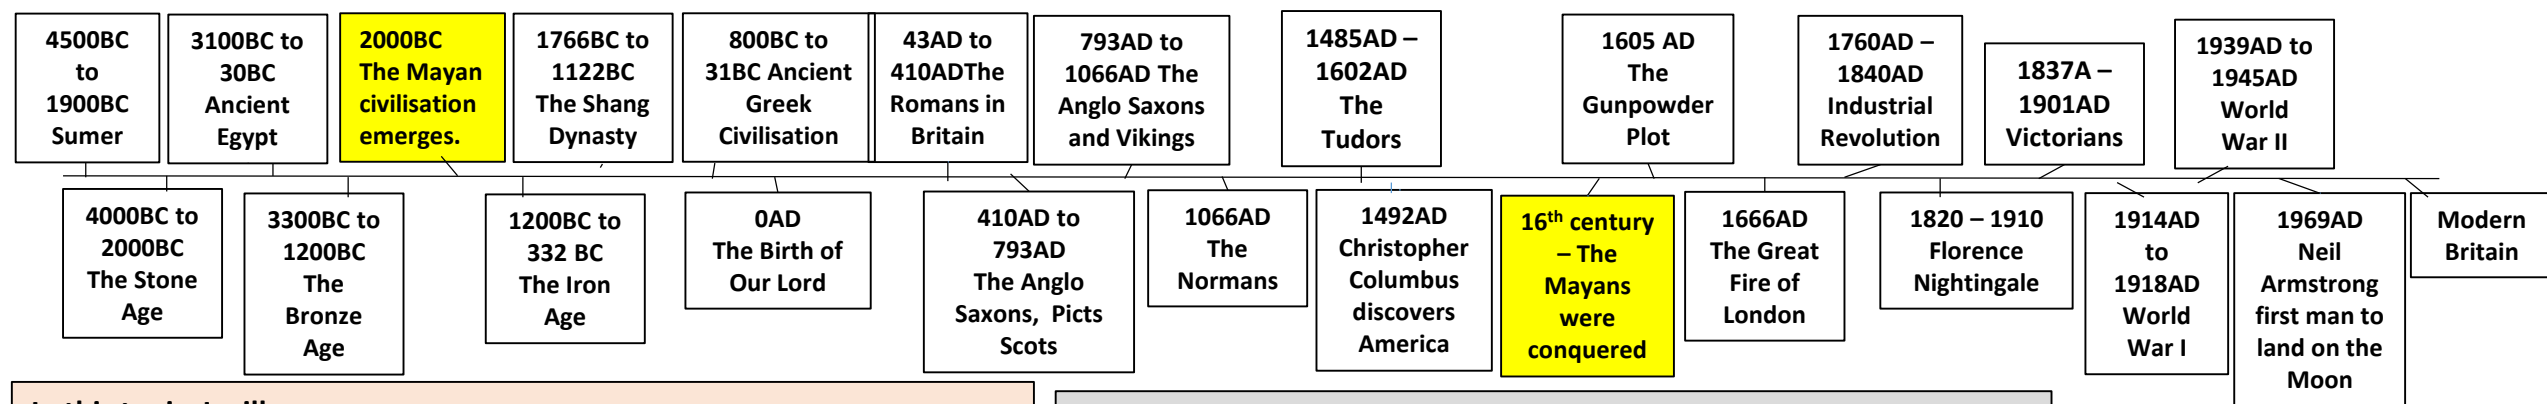 4500BC
to
1900BC
Sumer
3100BC to
30BC
Ancient
Egypt
2000BC
The Mayan
civilisation
emerges.
1766BC to
1122BC
The Shang
Dynasty
800BC to
31BC Ancient
Greek
Civilisation
43AD to
410ADThe
Romans in
Britain
793AD to
1066AD The
Anglo Saxons
and Vikings
1485AD –
1602AD
The
Tudors
1605 AD
The
Gunpowder
Plot
1760AD –
1840AD
Industrial
Revolution
1837A –
1901AD
Victorians
1939AD to
1945AD
World
War II
4000BC to
2000BC
The Stone
Age
3300BC to
1200BC
The
Bronze
Age
1200BC to
332 BC
The Iron
Age
0AD
The Birth of
Our Lord
410AD to
793AD
The Anglo
Saxons, Picts
Scots
1066AD
The
Normans
1492AD
Christopher
Columbus
discovers
America
16th century
– The
Mayans
were
conquered
1666AD
The Great
Fire of
London
1820 – 1910
Florence
Nightingale
1914AD
to
1918AD
World
War I
1969AD
Neil
Armstrong
first man to
land on the
Moon
Modern
Britain